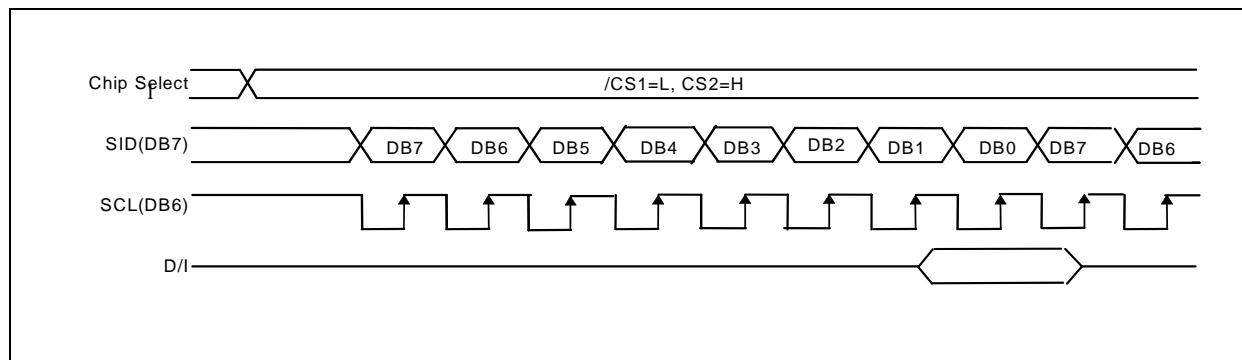 Chip Select
I
/CS1=L, CS2=H
SID(DB7)
DB7 DB6 DB5 DB4 DB3 DB2 DB1 DB0 DB7 DB6
SCL(DB6)
D/I